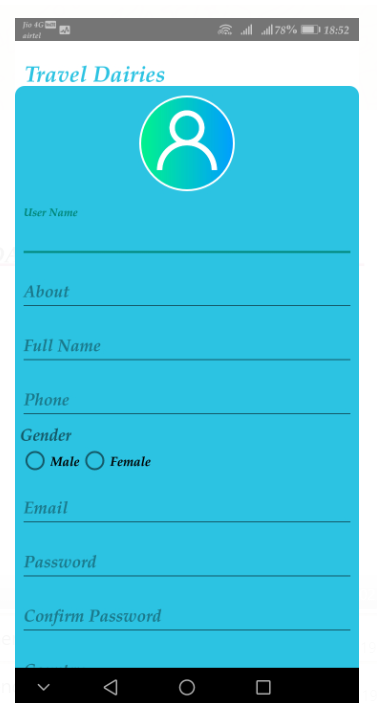 Jio 4G
airtel
78% 18:52
Travel Dairies
User Name
About
Full Name
Phone
Gender
Male Female
Email
Password
Confirm Password